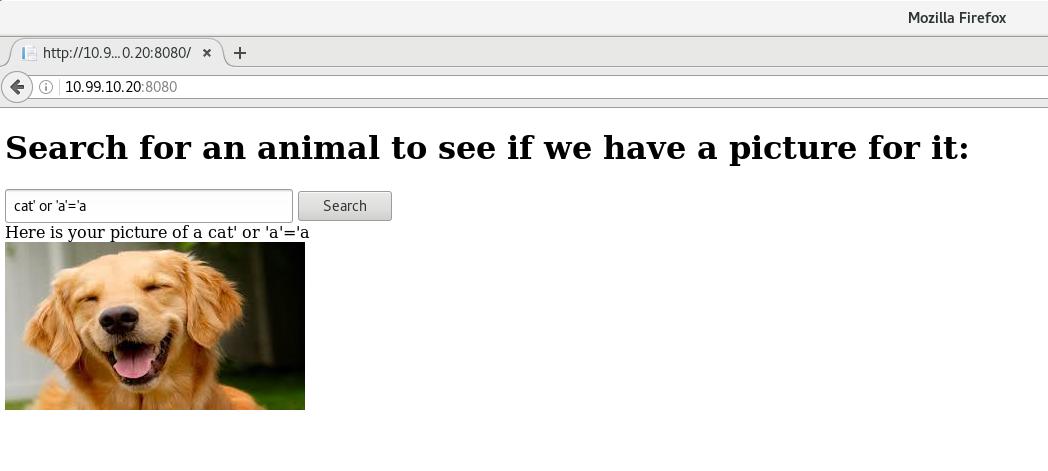 Mozilla Firefox
http://10.9...0.20:8080/
10.99.10.20:8080
Search for an animal to see if we have a picture for it:
cat' or 'a'='a Search
Here is your picture of a cat' or 'a'='a